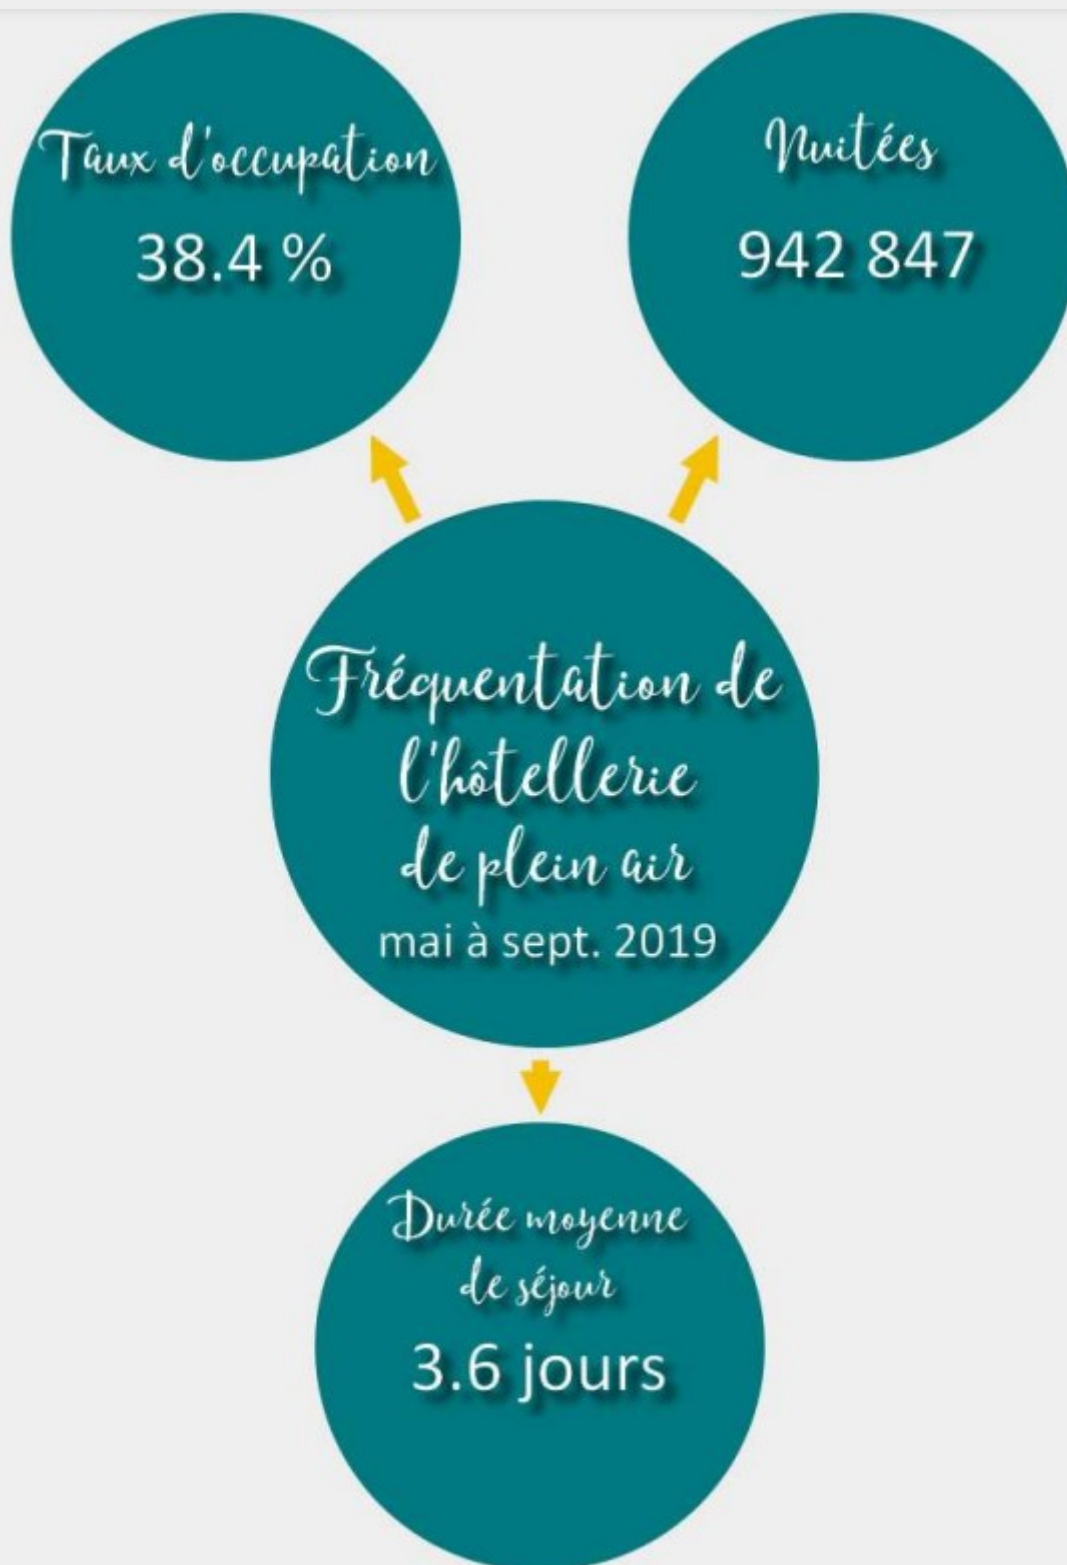 Taux d'occupation
38.4 %
Nuitées
942 847
Fréquentation de
l'hôtellerie
de plein air
mai à sept. 2019
Durée moyenne
de séjour
3.6 jours